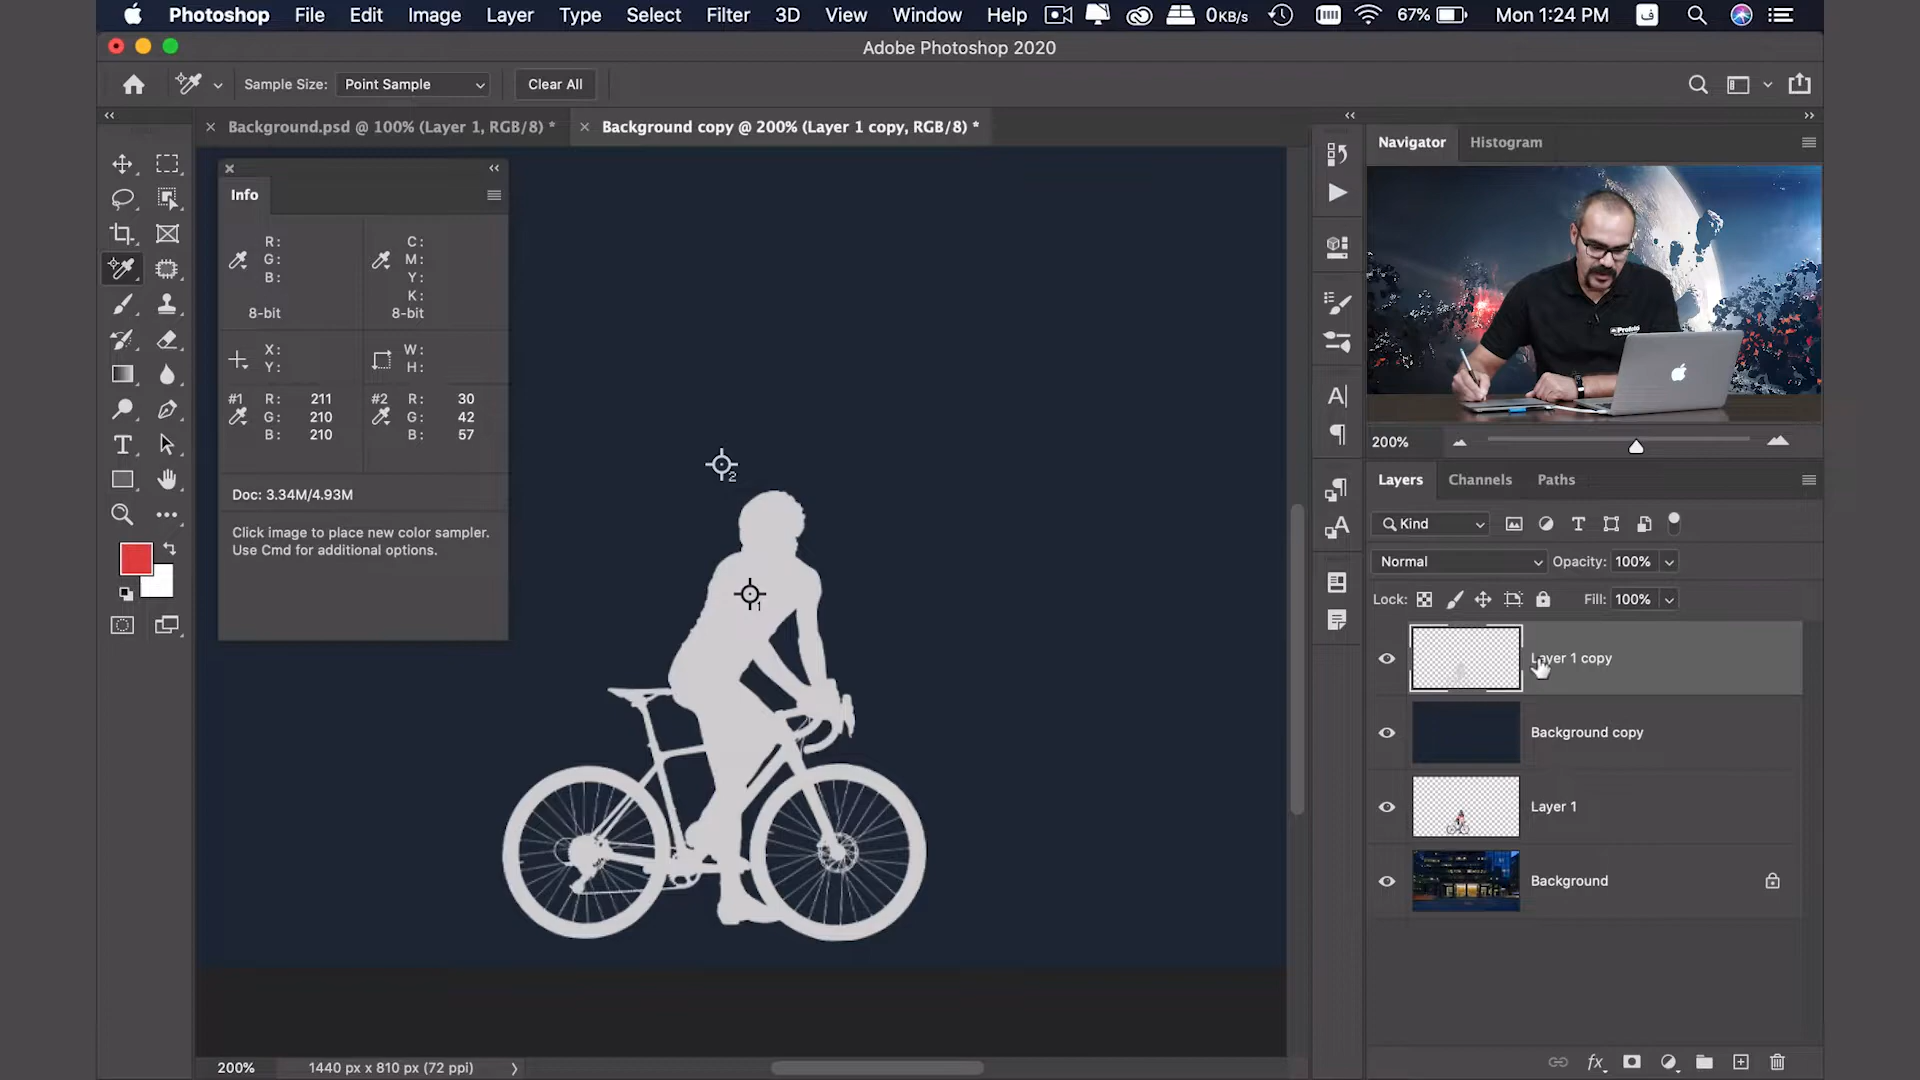 Photoshop File Edit Image Layer Type Select Filter 3D View Window Help 0KB/s 67% Mon 1:24 PM ف
Adobe Photoshop 2020
Sample Size: Point Sample Clear All
Background.psd @ 100% (Layer 1, RGB/8) * Background copy @ 200% (Layer 1 copy, RGB/8) *
Info
R: C:
G: M:
B: Y:
K:
8-bit 8-bit
X: W:
Y: H:
#1 R: 211 #2 R: 30
G: 210 G: 42
B: 210 B: 57
Doc: 3.34M/4.93M
Click image to place new color sampler.
Use Cmd for additional options.
2
1
200% 1440 px x 810 px (72 ppi)
Navigator Histogram
Profoto
200%
Layers Channels Paths
Kind
Normal Opacity: 100%
Lock: Fill: 100%
Layer 1 copy
Background copy
Layer 1
Background
fx